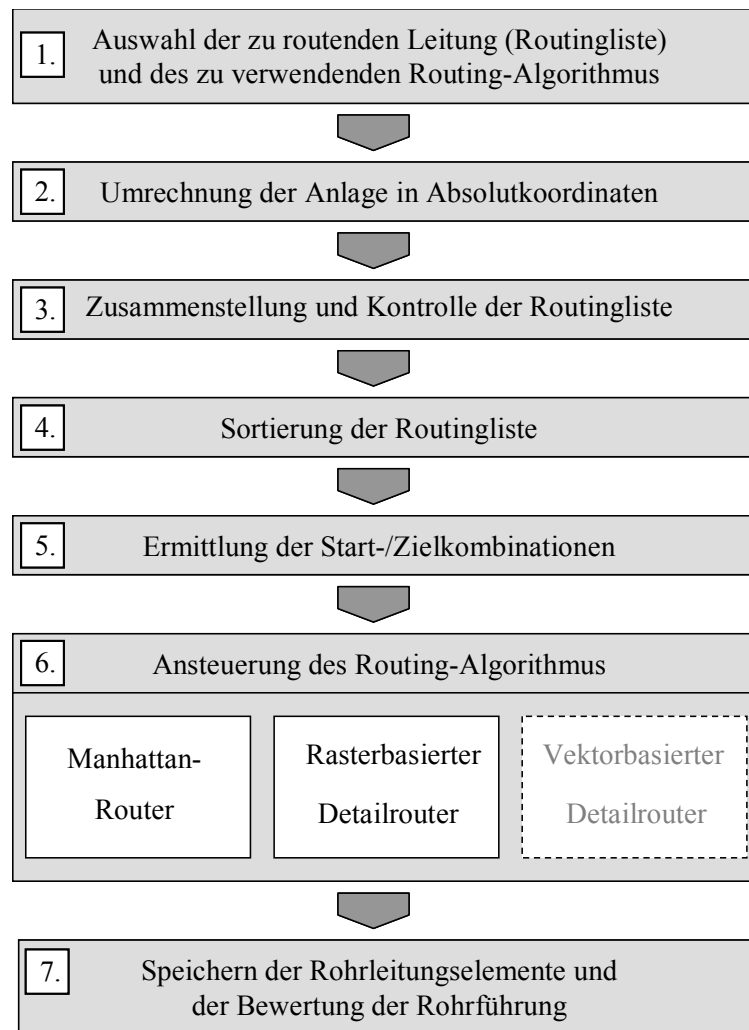 1. Auswahl der zu routenden Leitung (Routingliste)
und des zu verwendenden Routing-Algorithmus
2. Umrechnung der Anlage in Absolutkoordinaten
3. Zusammenstellung und Kontrolle der Routingliste
4. Sortierung der Routingliste
5. Ermittlung der Start-/Zielkombinationen
6. Ansteuerung des Routing-Algorithmus
Manhattan-
Router
Rasterbasierter
Detailrouter
Vektorbasierter
Detailrouter
7. Speichern der Rohrleitungselemente und
der Bewertung der Rohrführung